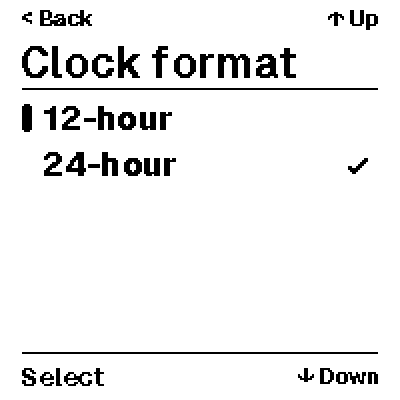 < Back ↑ Up
Clock format
12-hour
24-hour ✓
Select ↓ Down